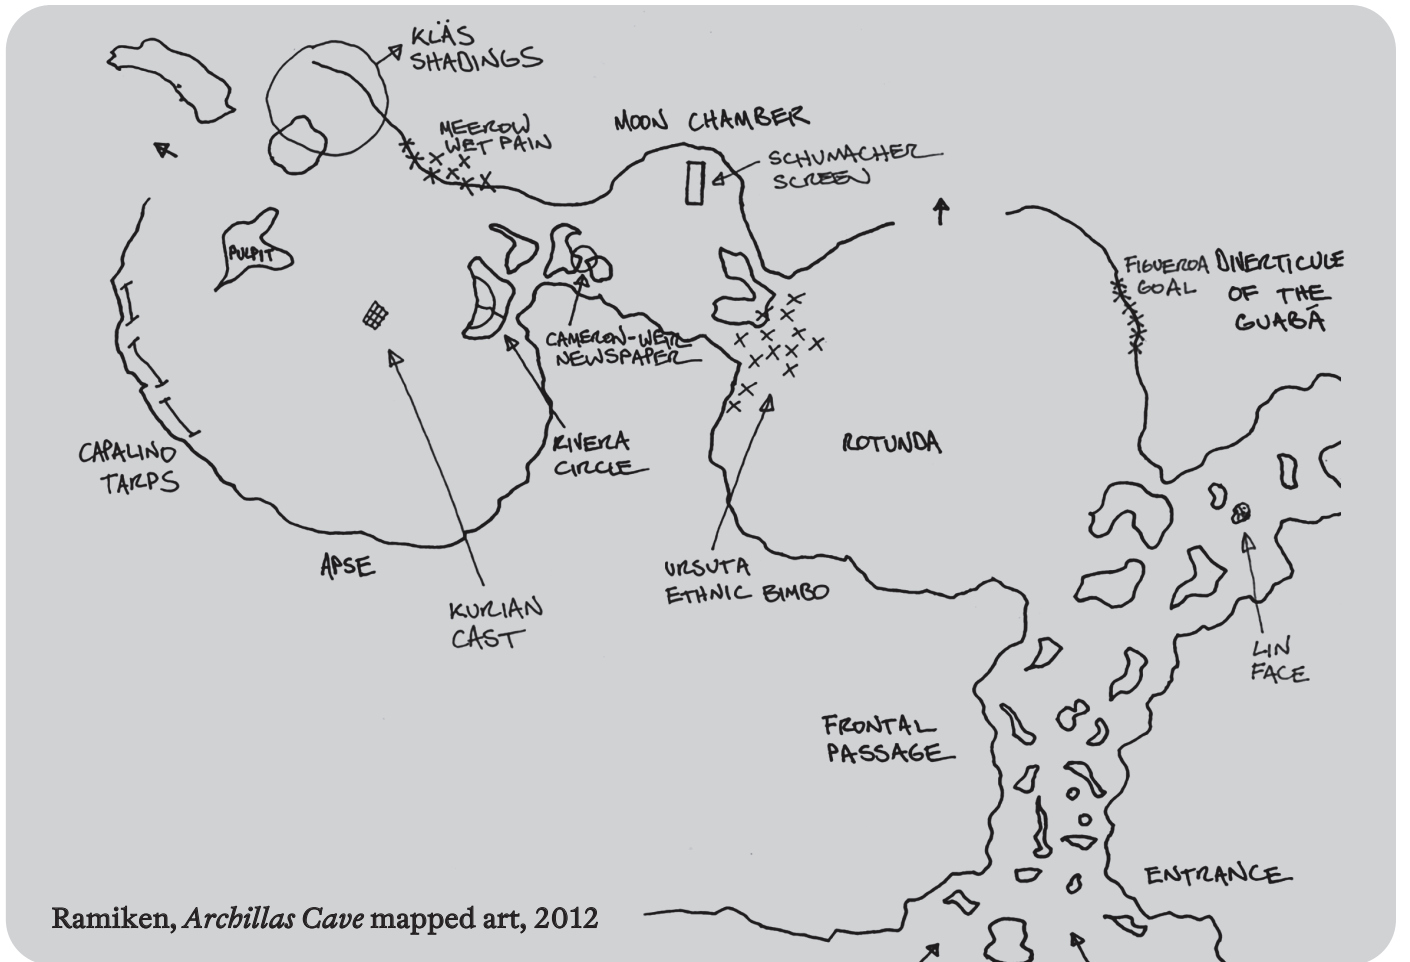 KLÄS
SHADINGS
MEEROW
WET PAIN
MOON CHAMBER
SCHUMACHER
SCREEN
PULPIT
FIGUEROA
GOAL
DIVERTICULE
OF THE
GUABÁ
CAMERON-WEIR
NEWSPAPER
CAPALINO
TARPS
RIVERA
CIRCLE
ROTUNDA
APSE
URSUTA
ETHNIC BIMBO
KURIAN
CAST
LIN
FACE
FRONTAL
PASSAGE
ENTRANCE
Ramiken, Archillas Cave mapped art, 2012